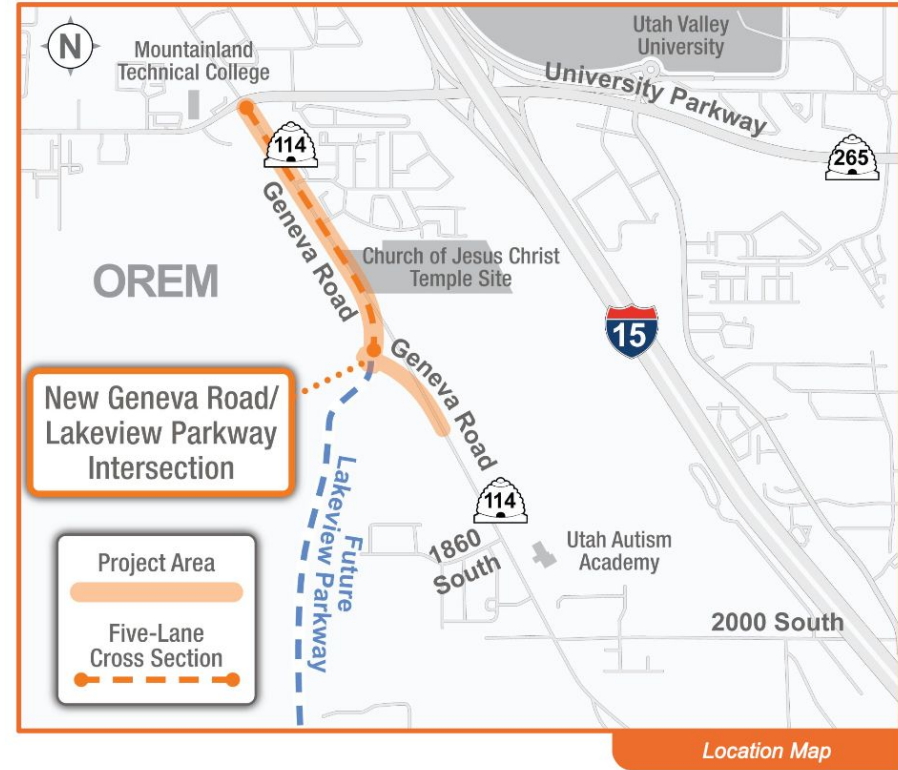 N
Mountainland
Technical College
Utah Valley
University
University Parkway
114
265
Geneva Road
Church of Jesus Christ
Temple Site
OREM
15
Geneva Road
New Geneva Road/
Lakeview Parkway
Intersection
Future
Lakeview Parkway
114
1860
South
Utah Autism
Academy
Project Area
Five-Lane
Cross Section
2000 South
Location Map